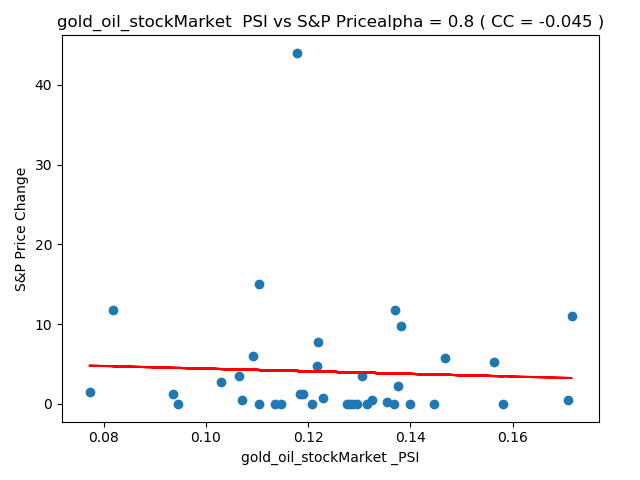 gold_oil_stockMarket  PSI vs S&P Pricealpha = 0.8 ( CC = -0.045 )
40
30
20
10
0
S&P Price Change
0.08 0.10 0.12 0.14 0.16
gold_oil_stockMarket _PSI